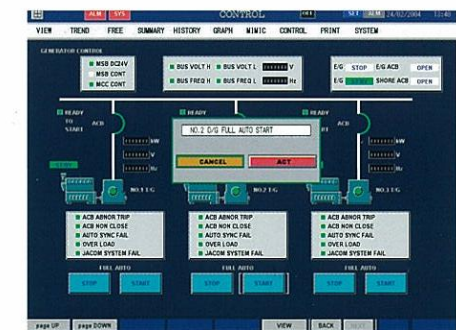 ALM SYS CONTROL OFF SET ALM 24/02/2004 13:40
VIEW TREND FREE SUMMARY HISTORY GRAPH MIMIC CONTROL PRINT SYSTEM
GENERATOR CONTROL
MSB DC24V
MSB CONT
MCC CONT
BUS VOLT H BUS VOLT L V
BUS FREQ H BUS FREQ L Hz
E/G STOP E/G ACB OPEN
E/G SHORE ACB OPEN
READY TO START ACB
READY
READY ACB
NO.2 D/G FULL AUTO START
CANCEL ACT
kW
V
Hz
NO.1 D/G NO.2 D/G NO.3 D/G
ACB ABNOR TRIP ACB ABNOR TRIP ACB ABNOR TRIP
ACB NON CLOSE ACB NON CLOSE ACB NON CLOSE
AUTO SYNC FAIL AUTO SYNC FAIL AUTO SYNC FAIL
OVER LOAD OVER LOAD OVER LOAD
JACOM SYSTEM FAIL JACOM SYSTEM FAIL JACOM SYSTEM FAIL
FULL AUTO FULL AUTO FULL AUTO
STOP START STOP START STOP START
page UP page DOWN VIEW BACK NEXT